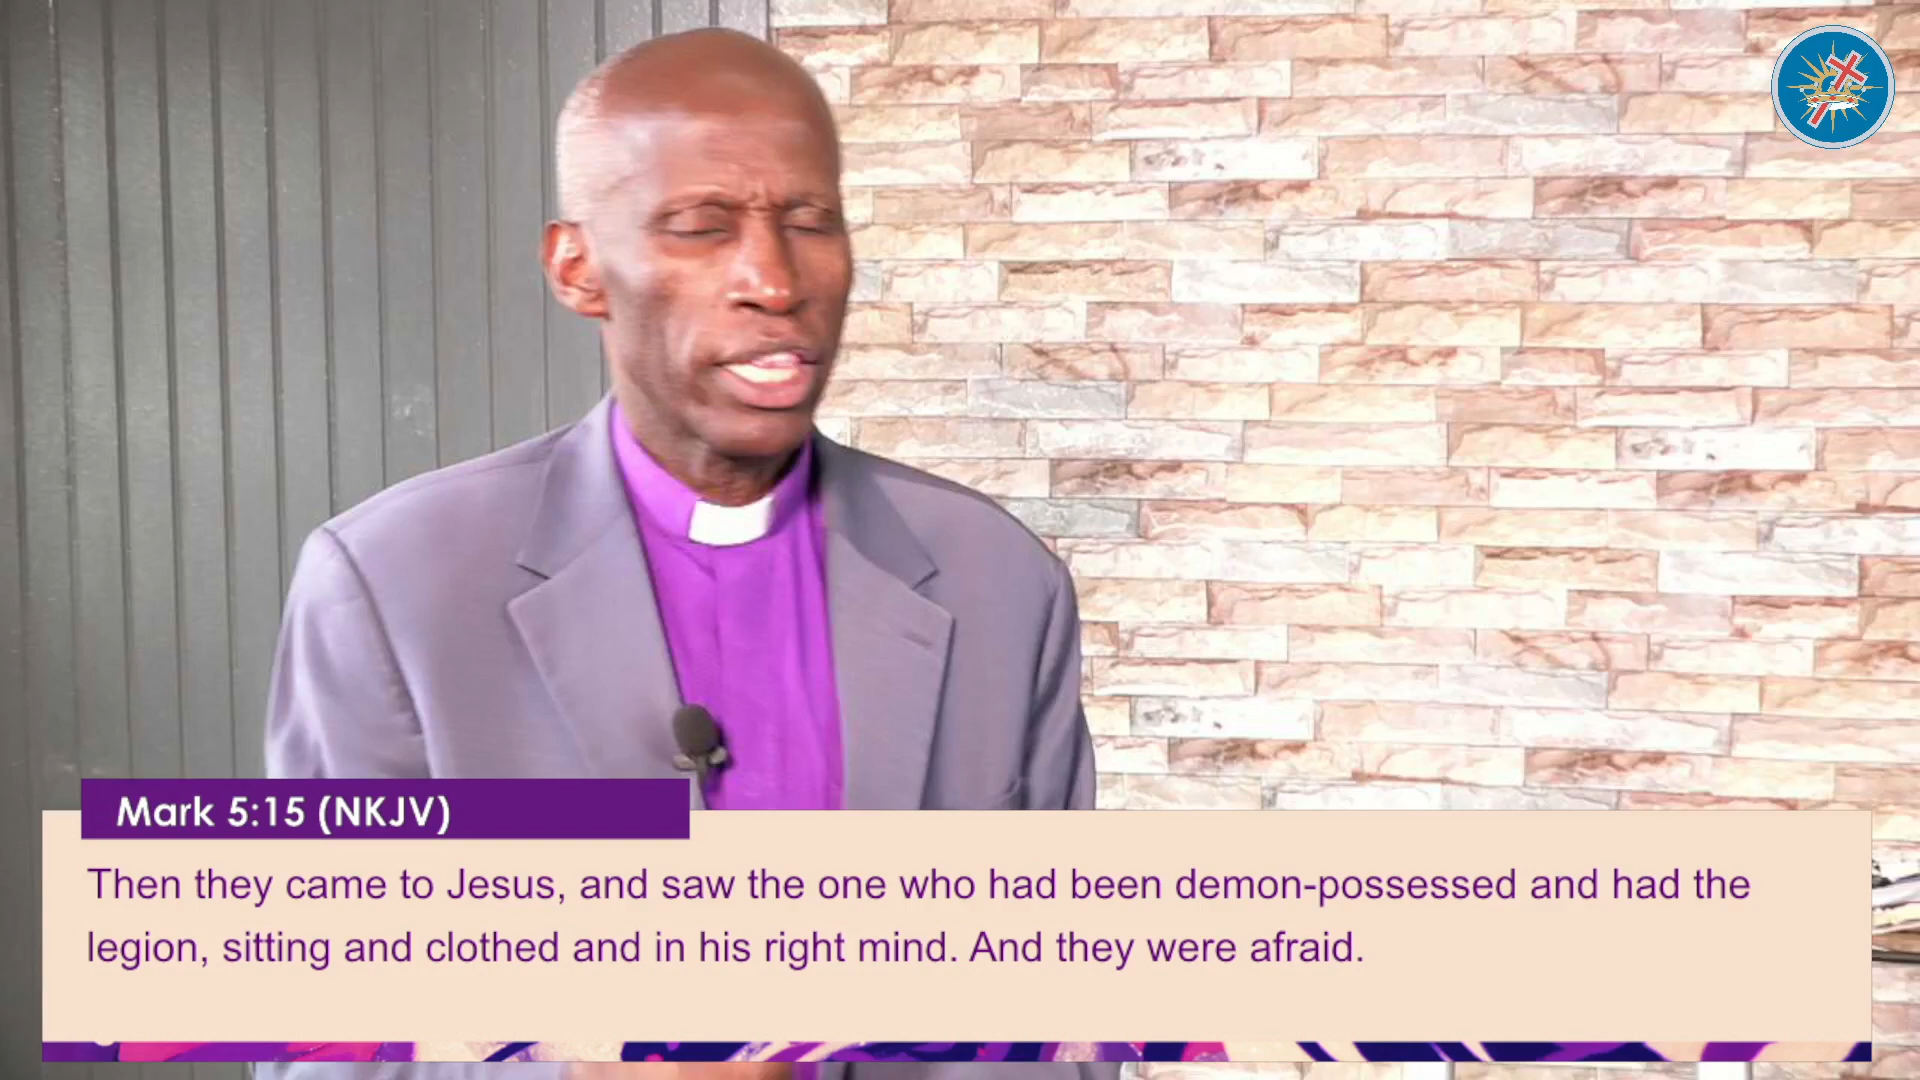 Mark 5:15 (NKJV)
Then they came to Jesus, and saw the one who had been demon-possessed and had the
legion, sitting and clothed and in his right mind. And they were afraid.